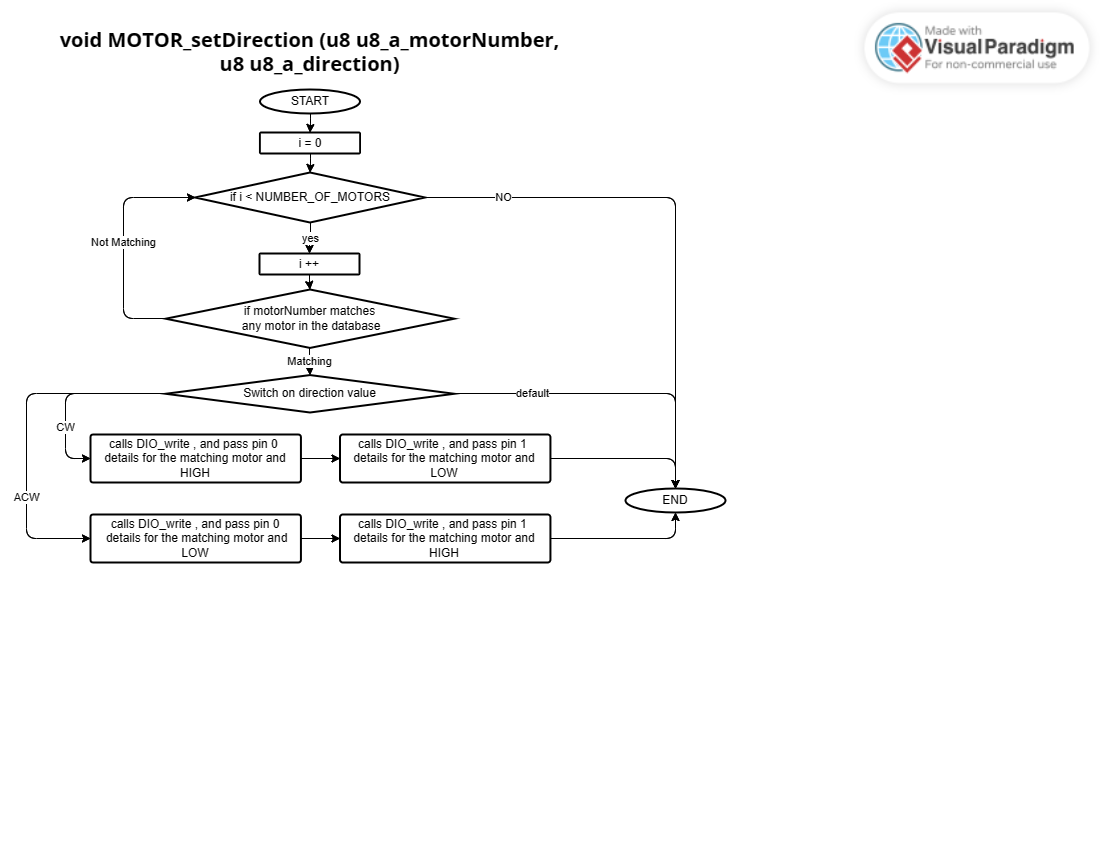 void MOTOR_setDirection (u8 u8_a_motorNumber,
u8 u8_a_direction)
Made with
VisualParadigm
For non-commercial use
START
i = 0
if i < NUMBER_OF_MOTORS
NO
Not Matching
yes
i ++
if motorNumber matches
any motor in the database
Matching
Switch on direction value
default
CW
calls DIO_write , and pass pin 0
details for the matching motor and
HIGH
calls DIO_write , and pass pin 1
details for the matching motor and
LOW
ACW
END
calls DIO_write , and pass pin 0
details for the matching motor and
LOW
calls DIO_write , and pass pin 1
details for the matching motor and
HIGH